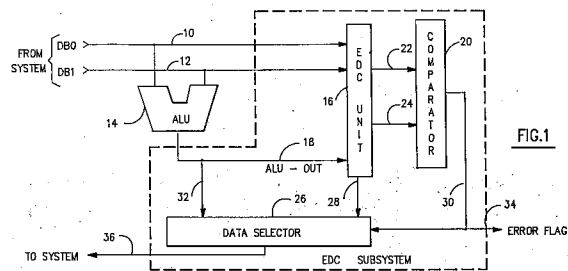 FROM SYSTEM
DB0
DB1
10
12
14
ALU
EDC UNIT
16
22
24
COMPARATOR
20
FIG.1
18
ALU - OUT
32
26
28
30
34
ERROR FLAG
DATA SELECTOR
36
TO SYSTEM
EDC SUBSYSTEM